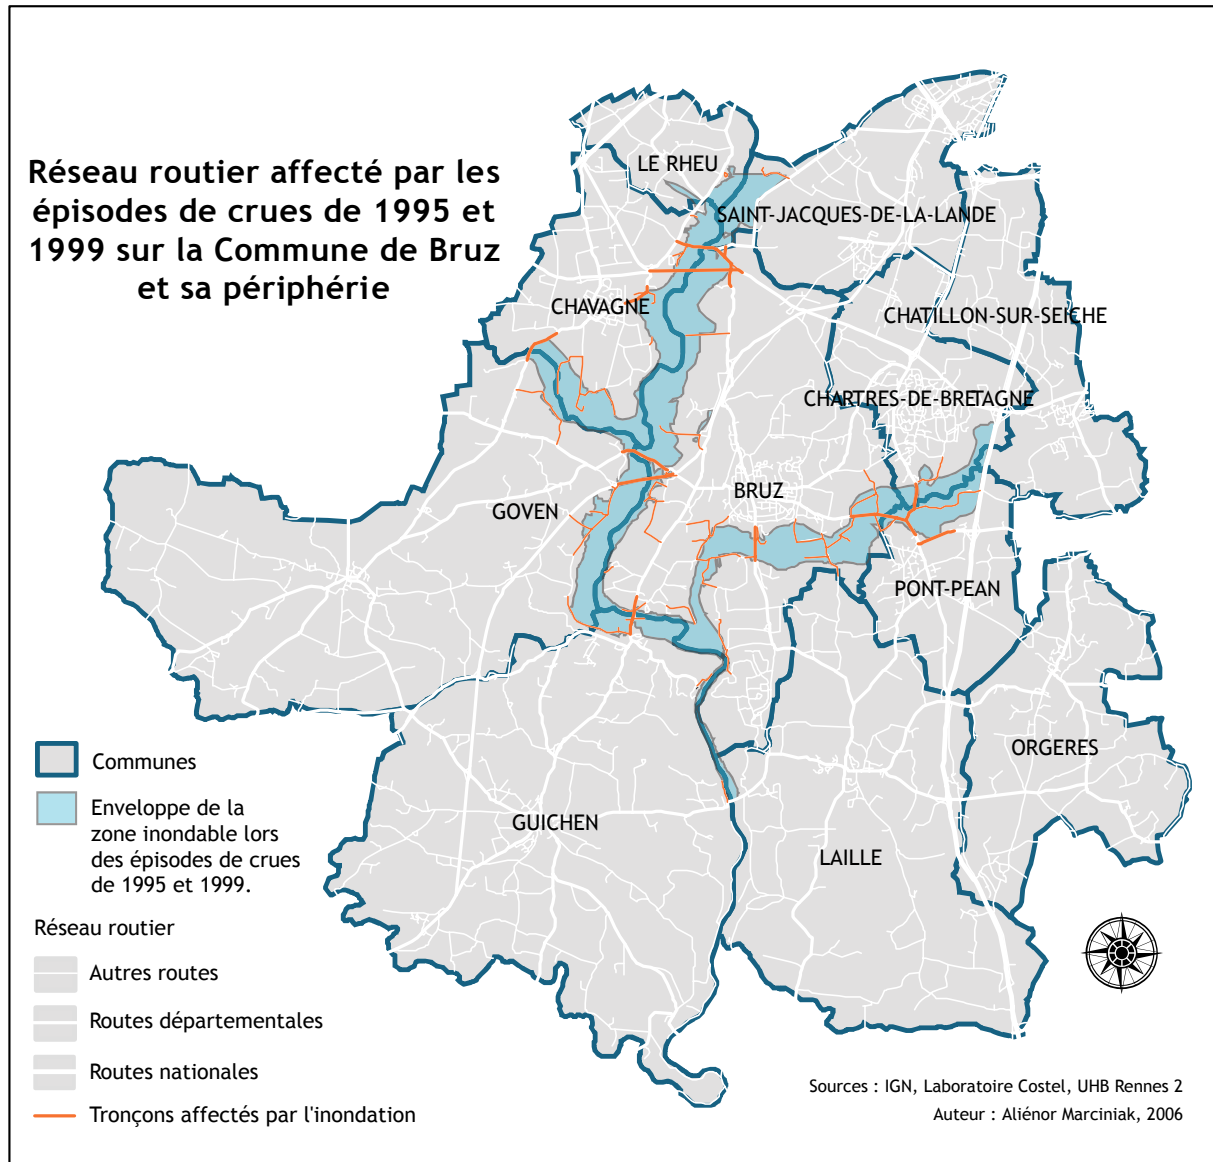 Réseau routier affecté par les
épisodes de crues de 1995 et
1999 sur la Commune de Bruz
et sa périphérie
LE RHEU
SAINT-JACQUES-DE-LA-LANDE
CHAVAGNE
CHATILLON-SUR-SEICHE
CHARTRES-DE-BRETAGNE
BRUZ
GOVEN
PONT-PEAN
ORGERES
GUICHEN
LAILLE
Communes
Enveloppe de la
zone inondable lors
des épisodes de crues
de 1995 et 1999.
Réseau routier
Autres routes
Routes départementales
Routes nationales
Tronçons affectés par l'inondation
Sources : IGN, Laboratoire Costel, UHB Rennes 2
Auteur : Aliénor Marciniak, 2006